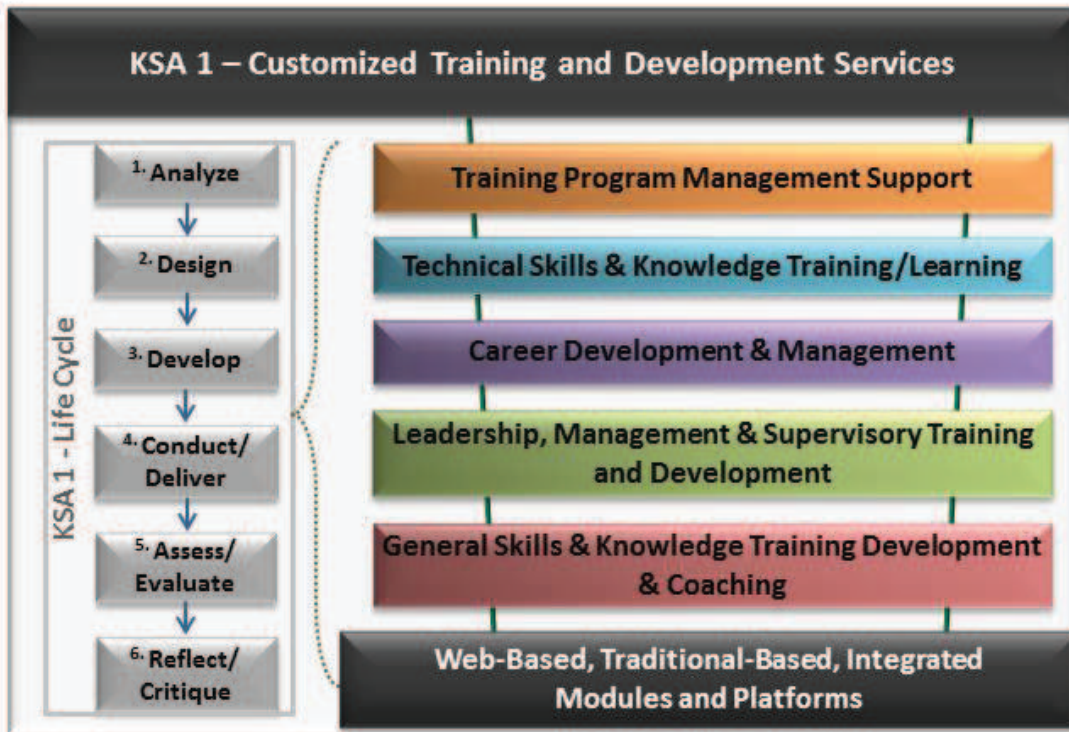 KSA 1 – Customized Training and Development Services
KSA 1 - Life Cycle
1. Analyze
2. Design
3. Develop
4. Conduct/
Deliver
5. Assess/
Evaluate
6. Reflect/
Critique
Training Program Management Support
Technical Skills & Knowledge Training/Learning
Career Development & Management
Leadership, Management & Supervisory Training
and Development
General Skills & Knowledge Training Development
& Coaching
Web-Based, Traditional-Based, Integrated
Modules and Platforms